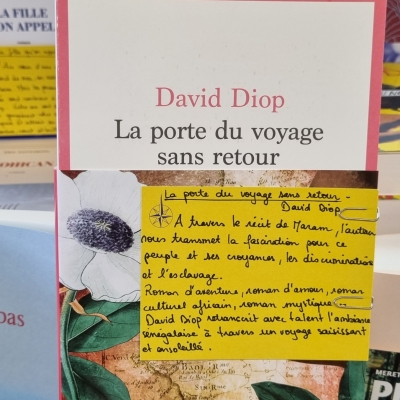 LA FILLE
ON APPEL
David Diop
La porte du voyage
sans retour
La porte du voyage sans retour -
David Diop
A travers le récit de Maram, l'auteur
nous transmet la fascination pour ce
peuple et ses croyances, les discriminations
et l'esclavage.
Roman d'aventure, roman d'amour, roman
culturel africain, roman mystique...
David Diop retranscrit avec talent l'ambiance
sénégalaise à travers un voyage saisissant
et ensoleillé.
pas
MERET